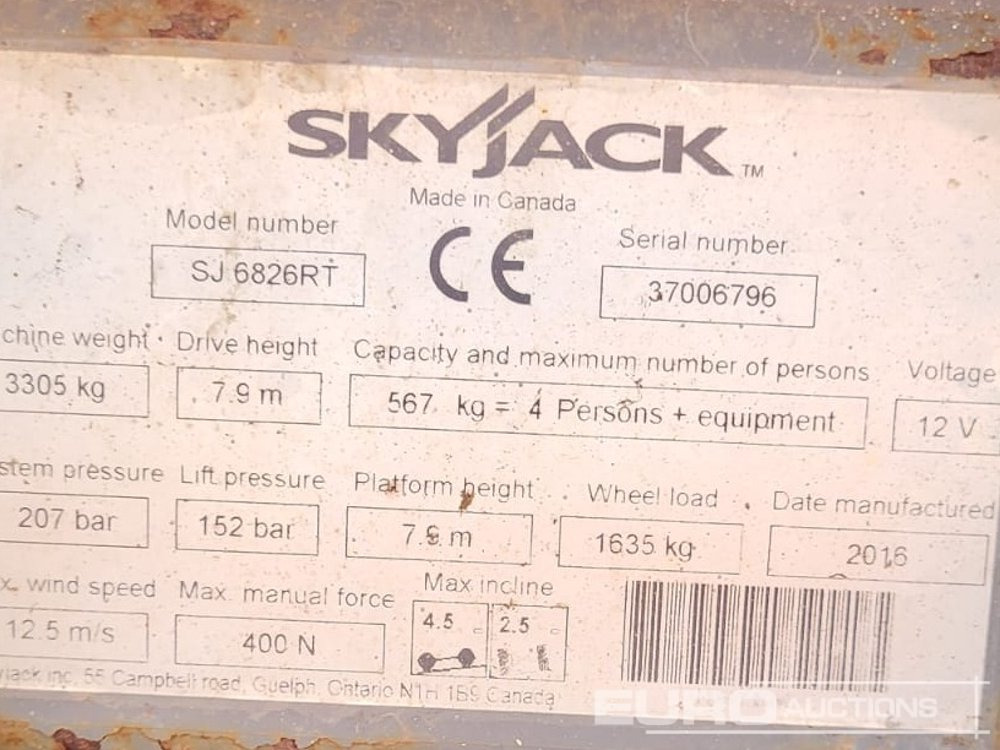 SKYJACK TM
Made in Canada
Model number
SJ 6826RT
CE
Serial number
37006796
chine weight
3305 kg
Drive height
7.9 m
Capacity and maximum number of persons
567 kg = 4 Persons + equipment
Voltage
12 V
stem pressure
207 bar
Lift pressure
152 bar
Platform height
7.9 m
Wheel load
1635 kg
Date manufactured
2016
x. wind speed
12.5 m/s
Max. manual force
400 N
Max incline
4.5
2.5
yjack inc. 55 Campbell road, Guelph, Ontario N1H 1B9 Canada
EURO AUCTIONS